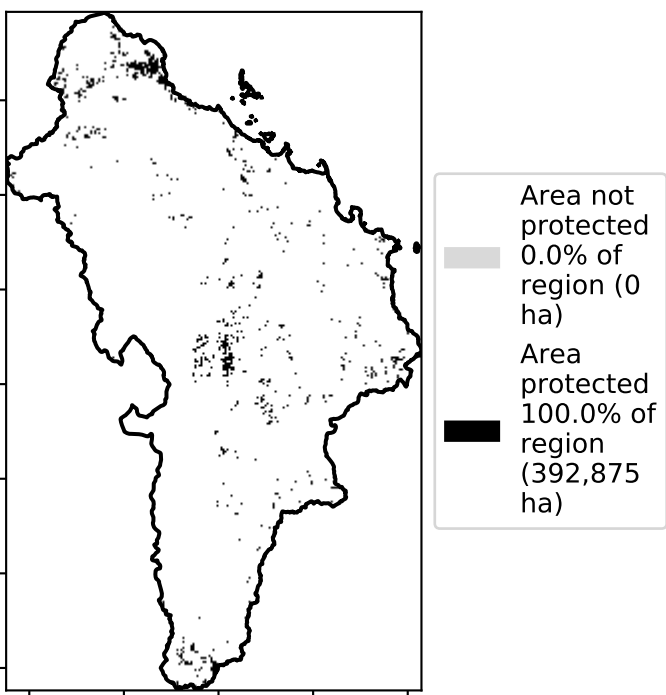 Area not
protected
0.0% of
region (0
ha)
Area
protected
100.0% of
region
(392,875
ha)